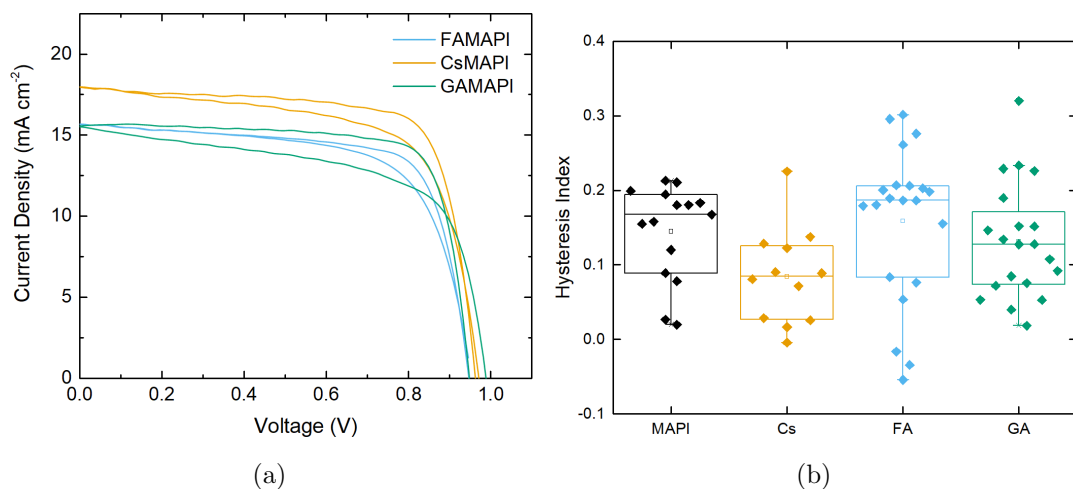 (a)
20
15
10
5
0
0.0 0.2 0.4 0.6 0.8 1.0
Current Density (mA cm⁻²)
Voltage (V)
FAMAPI
CsMAPI
GAMAPI
(b)
0.4
0.3
0.2
0.1
0.0
-0.1
Hysteresis Index
MAPI Cs FA GA
(a)
(b)